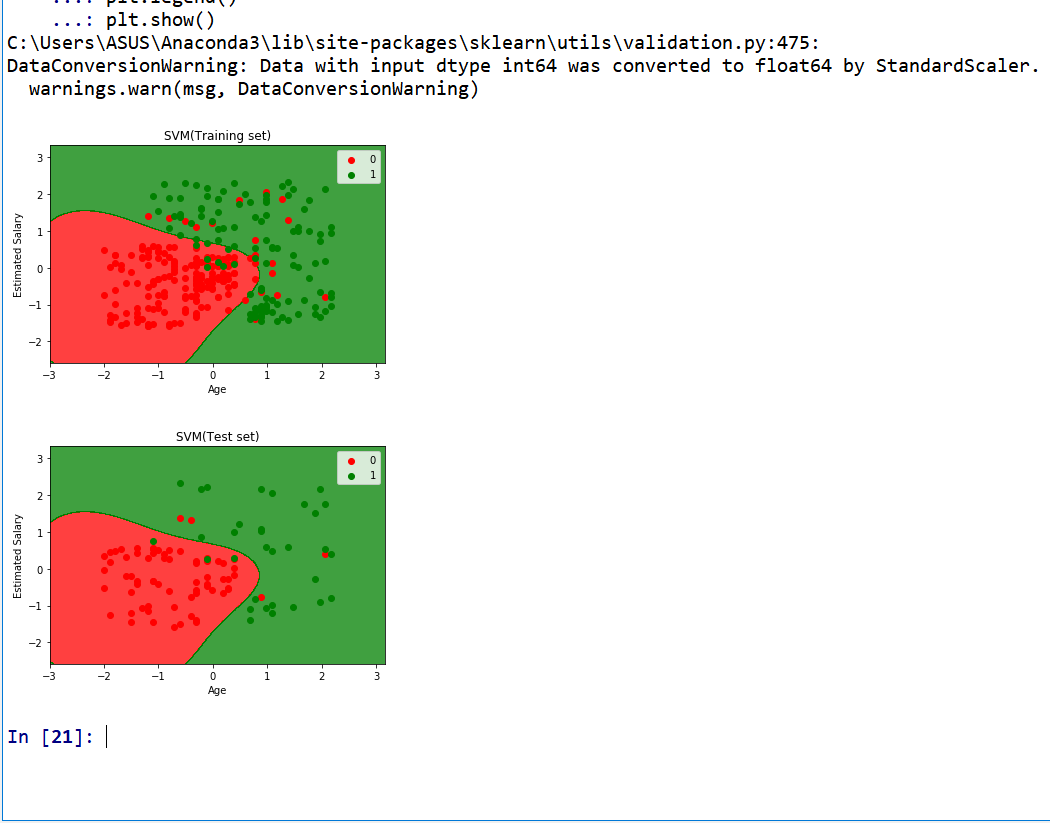 ...: plt.legend()
...: plt.show()
C:\Users\ASUS\Anaconda3\lib\site-packages\sklearn\utils\validation.py:475:
DataConversionWarning: Data with input dtype int64 was converted to float64 by StandardScaler.
warnings.warn(msg, DataConversionWarning)
SVM(Training set)
0
1
3
2
1
0
−1
−2
Estimated Salary
−3 −2 −1 0 1 2 3
Age
SVM(Test set)
0
1
3
2
1
0
−1
−2
Estimated Salary
−3 −2 −1 0 1 2 3
Age
In [21]: